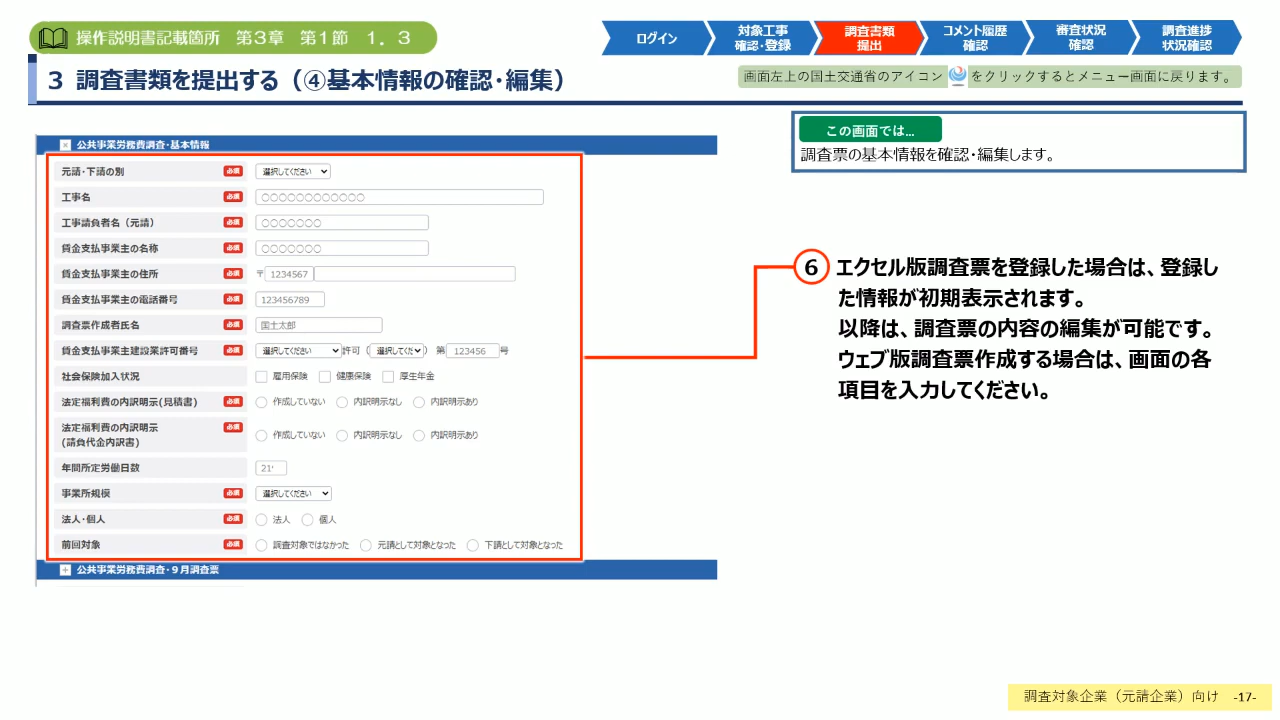 操作説明書記載箇所 第3章 第1節 1.3
ログイン
対象工事
確認・登録
調査書類
提出
コメント履歴
確認
審査状況
確認
調査進捗
状況確認
3 調査書類を提出する（④基本情報の確認・編集）
画面左上の国土交通省のアイコン をクリックするとメニュー画面に戻ります。
この画面では…
調査票の基本情報を確認・編集します。
公共事業労務費調査・基本情報
元請・下請の別 必須 選択してください
工事名 必須 ○○○○○○○○○○○○
工事請負者名（元請） 必須 ○○○○○○○
賃金支払事業主の名称 必須 ○○○○○○○
賃金支払事業主の住所 必須 〒 1234567
賃金支払事業主の電話番号 必須 123456789
調査票作成者氏名 必須 国土太郎
賃金支払事業主建設業許可番号 必須 選択してください 許可（ 選択してくだ ）第 123456 号
社会保険加入状況 雇用保険 健康保険 厚生年金
法定福利費の内訳明示(見積書) 必須 作成していない 内訳明示なし 内訳明示あり
法定福利費の内訳明示
(請負代金内訳書) 必須 作成していない 内訳明示なし 内訳明示あり
年間所定労働日数 21
事業所規模 必須 選択してください
法人・個人 必須 法人 個人
前回対象 必須 調査対象ではなかった 元請として対象となった 下請として対象となった
公共事業労務費調査・９月調査票
6 エクセル版調査票を登録した場合は、登録し
た情報が初期表示されます。
以降は、調査票の内容の編集が可能です。
ウェブ版調査票作成する場合は、画面の各
項目を入力してください。
調査対象企業（元請企業）向け -17-